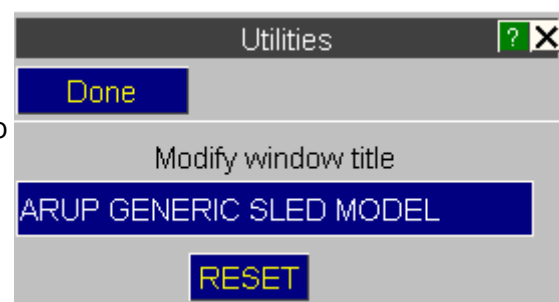 Utilities ? X
Done
o
Modify window title
ARUP GENERIC SLED MODEL
RESET